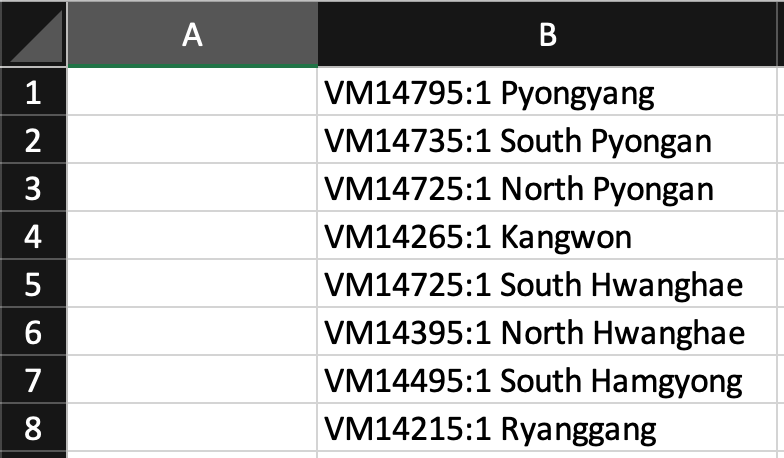 A B
1 VM14795:1 Pyongyang
2 VM14735:1 South Pyongan
3 VM14725:1 North Pyongan
4 VM14265:1 Kangwon
5 VM14725:1 South Hwanghae
6 VM14395:1 North Hwanghae
7 VM14495:1 South Hamgyong
8 VM14215:1 Ryanggang